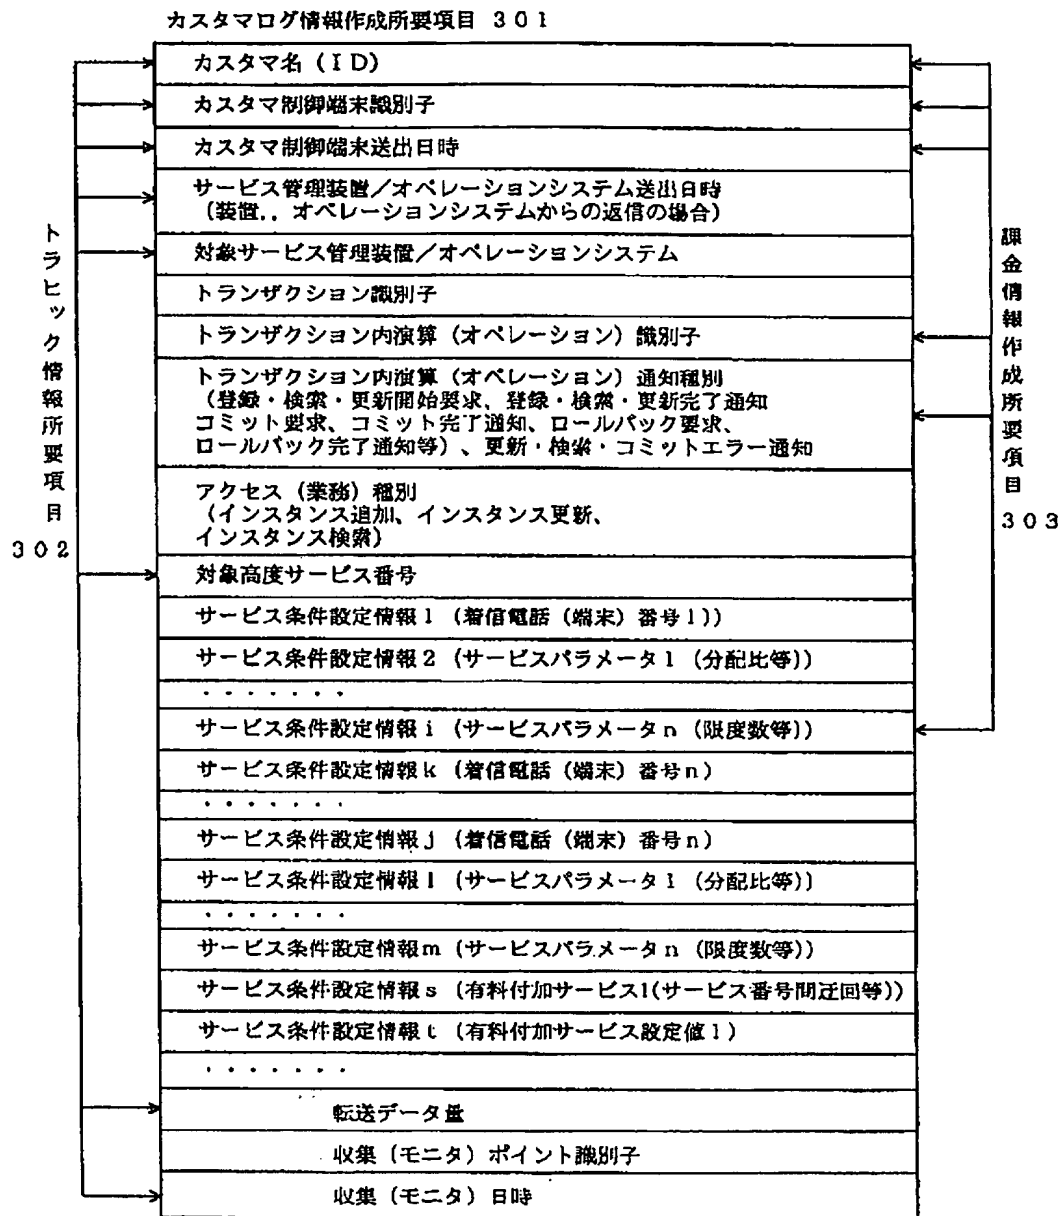 カスタマログ情報作成所要項目 301
カスタマ名(ID)
カスタマ制御端末識別子
カスタマ制御端末送出日時
サービス管理装置/オペレーションシステム送出日時
(装置..オペレーションシステムからの返信の場合)
対象サービス管理装置/オペレーションシステム
トランザクション識別子
トランザクション内演算(オペレーション)識別子
トランザクション内演算(オペレーション)通知種別
(登録・検索・更新開始要求、登録・検索・更新完了通知
コミット要求、コミット完了通知、ロールバック要求、
ロールバック完了通知等)、更新・検索・コミットエラー通知
アクセス(業務)種別
(インスタンス追加、インスタンス更新、
インスタンス検索)
対象高度サービス番号
サービス条件設定情報1(着信電話(端末)番号1))
サービス条件設定情報2(サービスパラメータ1(分配比等))
・・・・・・・
サービス条件設定情報i(サービスパラメータn(限度数等))
サービス条件設定情報k(着信電話(端末)番号n)
・・・・・・・
サービス条件設定情報j(着信電話(端末)番号n)
サービス条件設定情報l(サービスパラメータ1(分配比等))
・・・・・・・
サービス条件設定情報m(サービスパラメータn(限度数等))
サービス条件設定情報s(有料付加サービス1(サービス番号間迂回等))
サービス条件設定情報t(有料付加サービス設定値1)
・・・・・・・
転送データ量
収集(モニタ)ポイント識別子
収集(モニタ)日時
トラヒック情報所要項目
302
課金情報作成所要項目
303